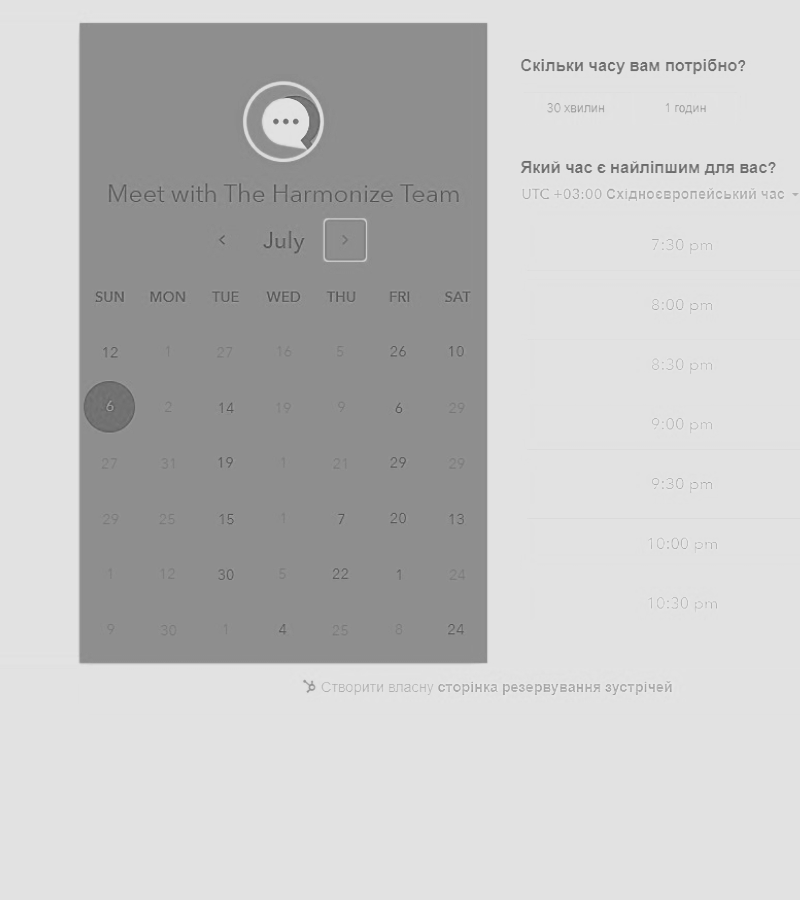 Meet with The Harmonize Team
July
SUN MON TUE WED THU FRI SAT
12 1 27 16 5 26 10
6 2 14 19 9 6 29
27 31 19 1 21 29 29
29 25 15 1 7 20 13
1 12 30 5 22 1 24
9 30 1 4 25 8 24
Скільки часу вам потрібно?
30 хвилин 1 годин
Який час є найліпшим для вас?
UTC +03:00 Східноєвропейський час
7:30 pm
8:00 pm
8:30 pm
9:00 pm
9:30 pm
10:00 pm
10:30 pm
Створити власну сторінка резервування зустрічей